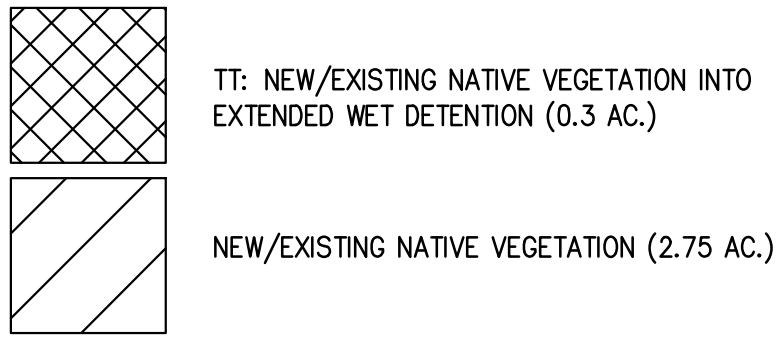 TT: NEW/EXISTING NATIVE VEGETATION INTO
EXTENDED WET DETENTION (0.3 AC.)
NEW/EXISTING NATIVE VEGETATION (2.75 AC.)